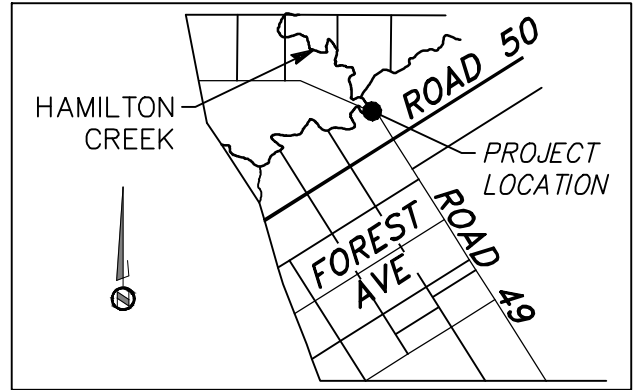 ROAD 50
HAMILTON
CREEK
PROJECT
LOCATION
ROAD 49
FOREST
AVE